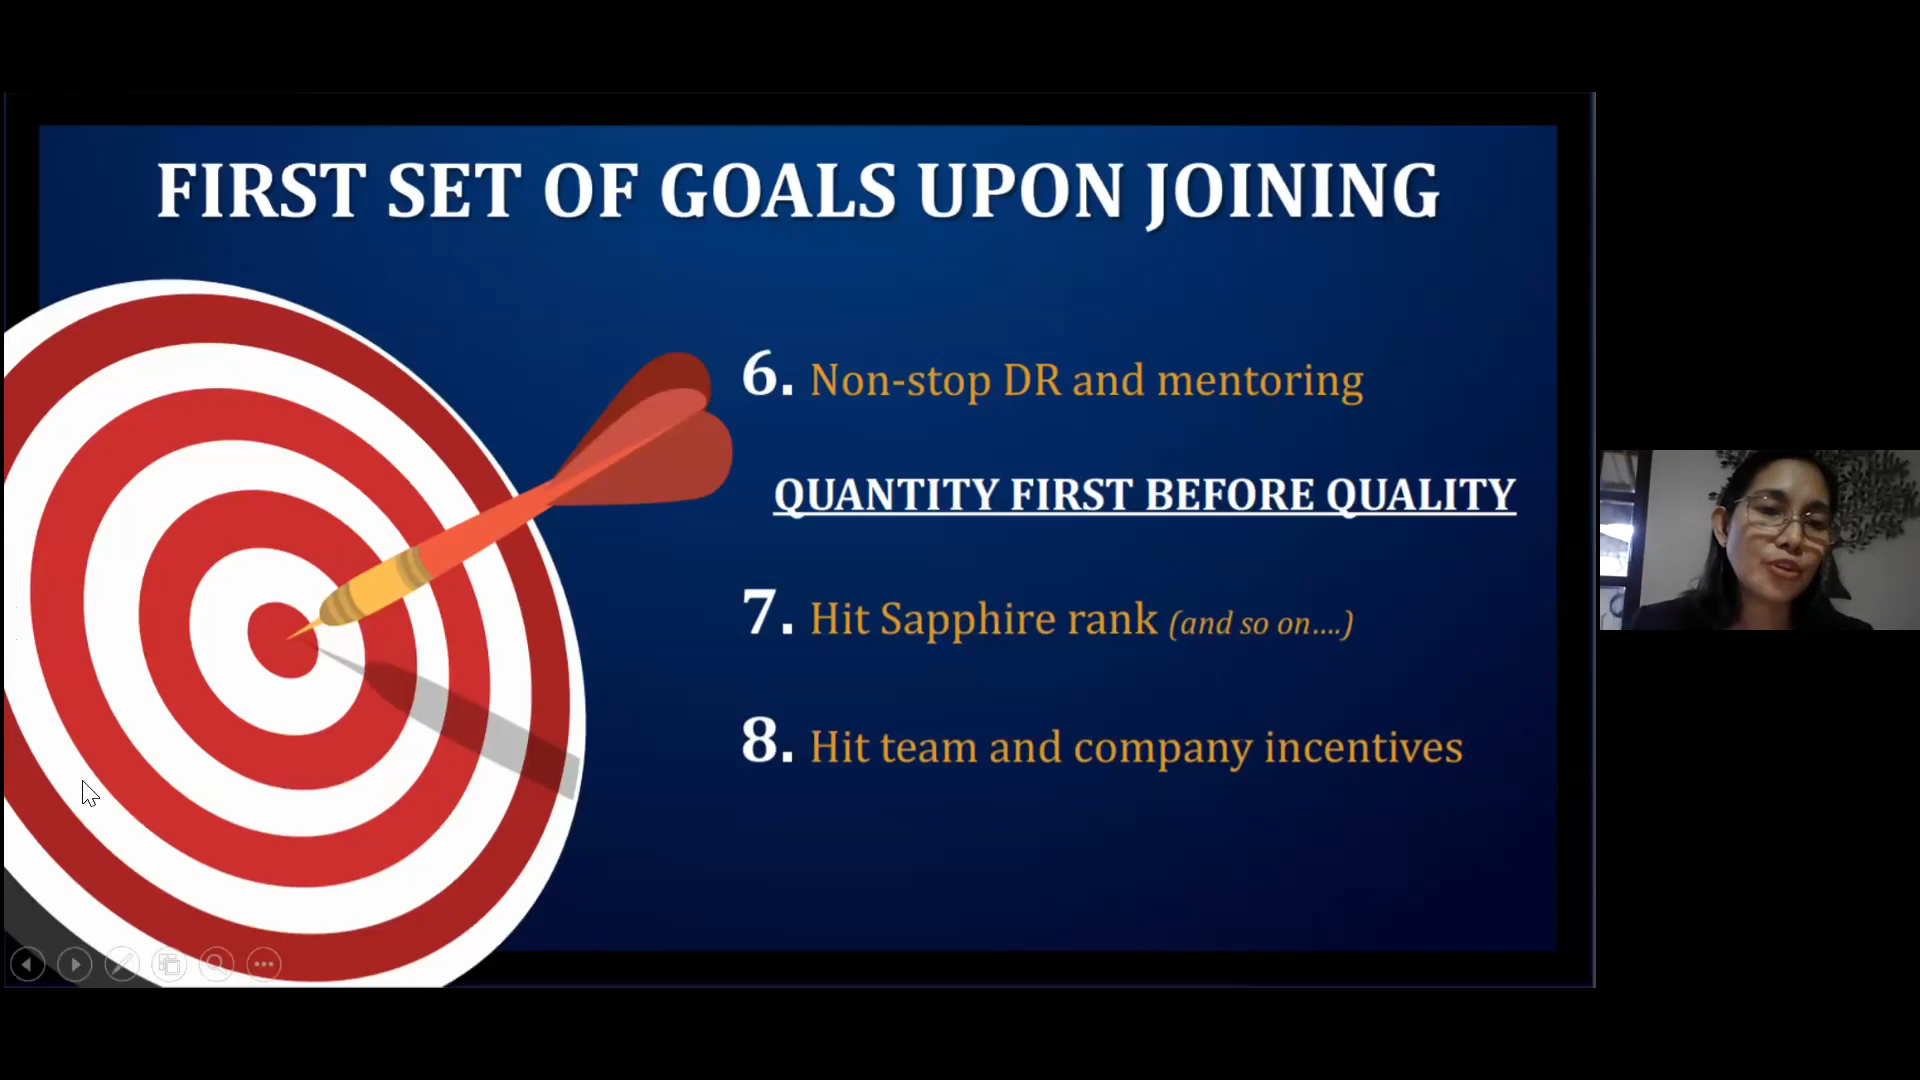 FIRST SET OF GOALS UPON JOINING
6. Non-stop DR and mentoring
QUANTITY FIRST BEFORE QUALITY
7. Hit Sapphire rank (and so on....)
8. Hit team and company incentives